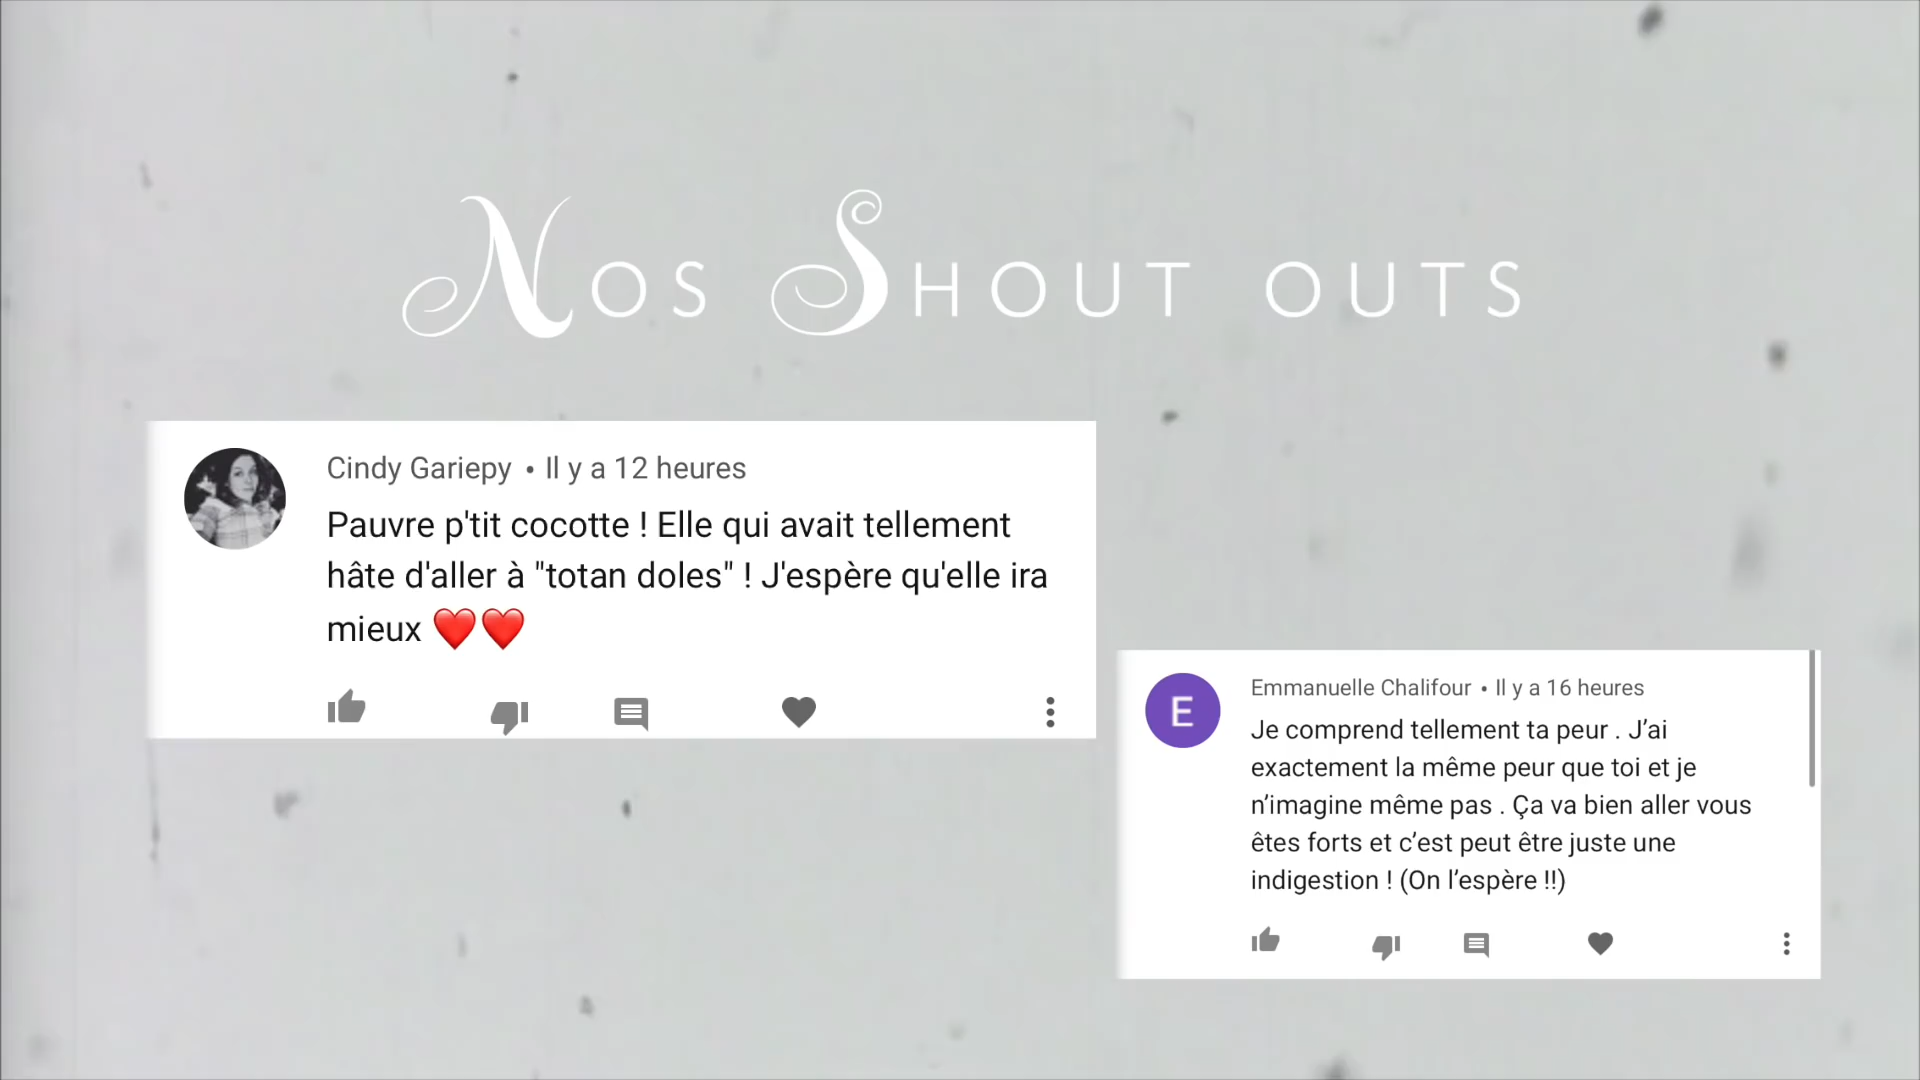 Nos Shout outs
Cindy Gariepy • Il y a 12 heures
Pauvre p'tit cocotte ! Elle qui avait tellement
hâte d'aller à "totan doles" ! J'espère qu'elle ira
mieux ❤️❤️
E
Emmanuelle Chalifour • Il y a 16 heures
Je comprend tellement ta peur . J’ai
exactement la même peur que toi et je
n’imagine même pas . Ça va bien aller vous
êtes forts et c’est peut être juste une
indigestion ! (On l’espère !!)